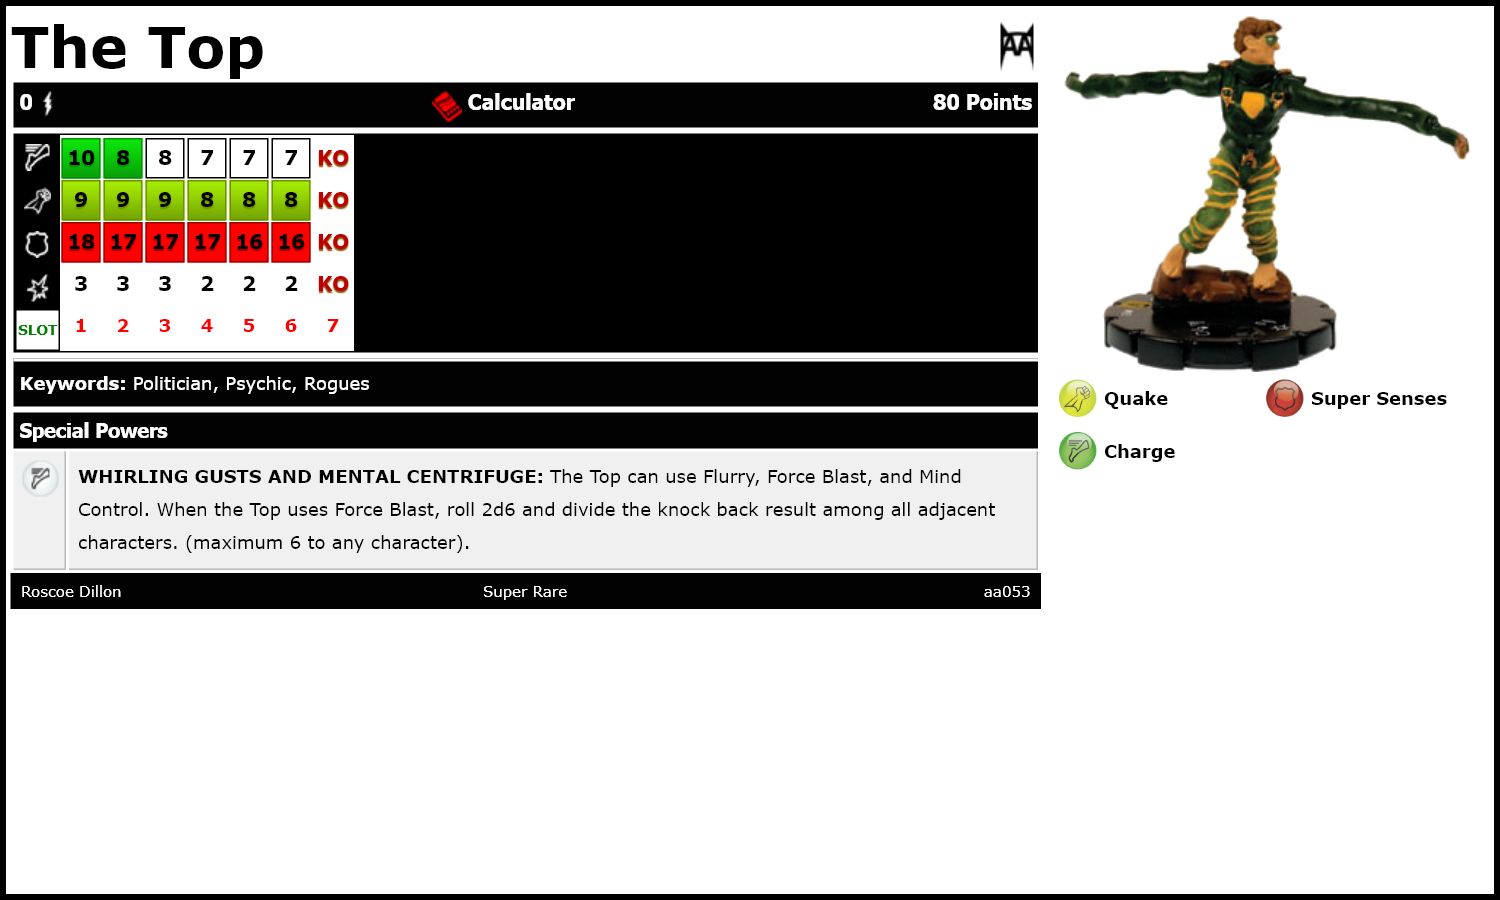 The Top
AA
0 Calculator 80 Points
10 8 8 7 7 7 KO
9 9 9 8 8 8 KO
18 17 17 17 16 16 KO
3 3 3 2 2 2 KO
SLOT 1 2 3 4 5 6 7
Keywords: Politician, Psychic, Rogues
Special Powers
WHIRLING GUSTS AND MENTAL CENTRIFUGE: The Top can use Flurry, Force Blast, and Mind
Control. When the Top uses Force Blast, roll 2d6 and divide the knock back result among all adjacent
characters. (maximum 6 to any character).
Roscoe Dillon Super Rare aa053
Quake Super Senses
Charge